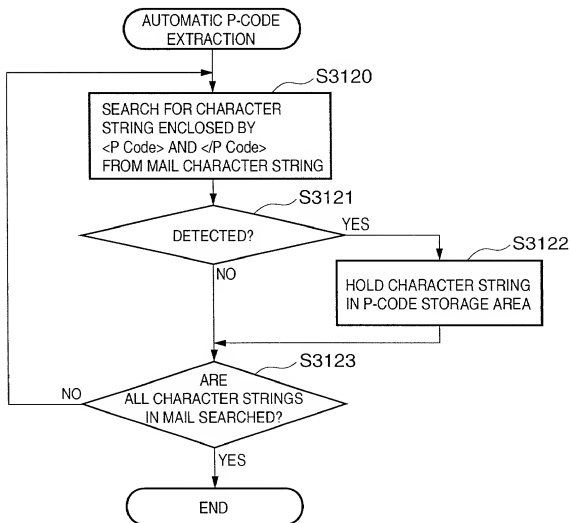 AUTOMATIC P-CODE
EXTRACTION
S3120
SEARCH FOR CHARACTER
STRING ENCLOSED BY
<P Code> AND </P Code>
FROM MAIL CHARACTER STRING
S3121
DETECTED?
YES
NO
S3122
HOLD CHARACTER STRING
IN P-CODE STORAGE AREA
S3123
ARE
ALL CHARACTER STRINGS
IN MAIL SEARCHED?
NO
YES
END